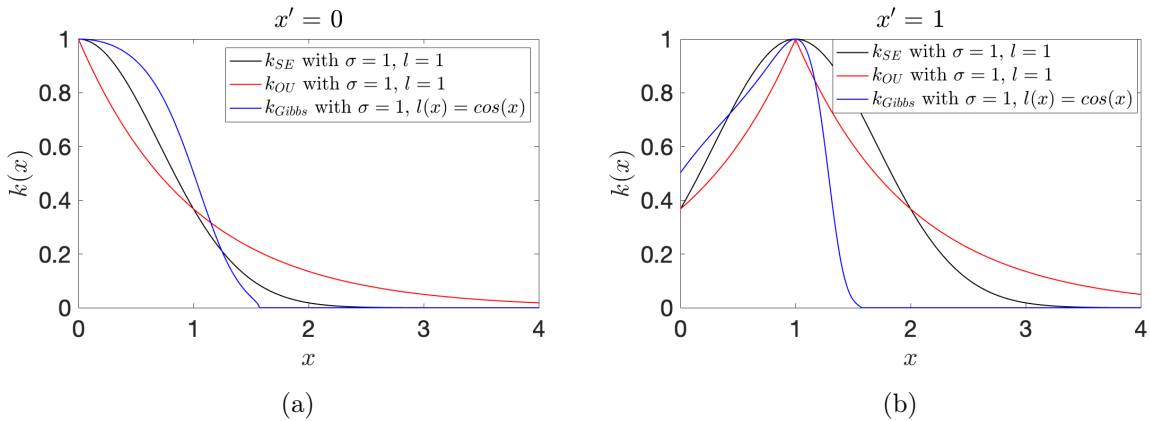 x′ = 0
k_SE with σ = 1, l = 1
k_OU with σ = 1, l = 1
k_Gibbs with σ = 1, l(x) = cos(x)
1
0.8
0.6
0.4
0.2
0
k(x)
0 1 2 3 4
x
(a)
x′ = 1
k_SE with σ = 1, l = 1
k_OU with σ = 1, l = 1
k_Gibbs with σ = 1, l(x) = cos(x)
1
0.8
0.6
0.4
0.2
0
k(x)
0 1 2 3 4
x
(b)